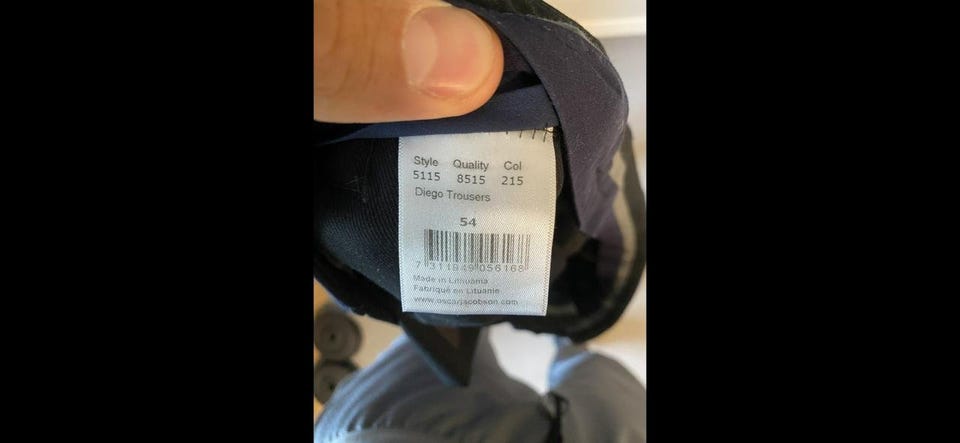 Style Quality Col
5115 8515 215
Diego Trousers
54
7 311949 056168
Made in Lithuania
Fabriqué en Lituanie
www.oscarjacobson.com